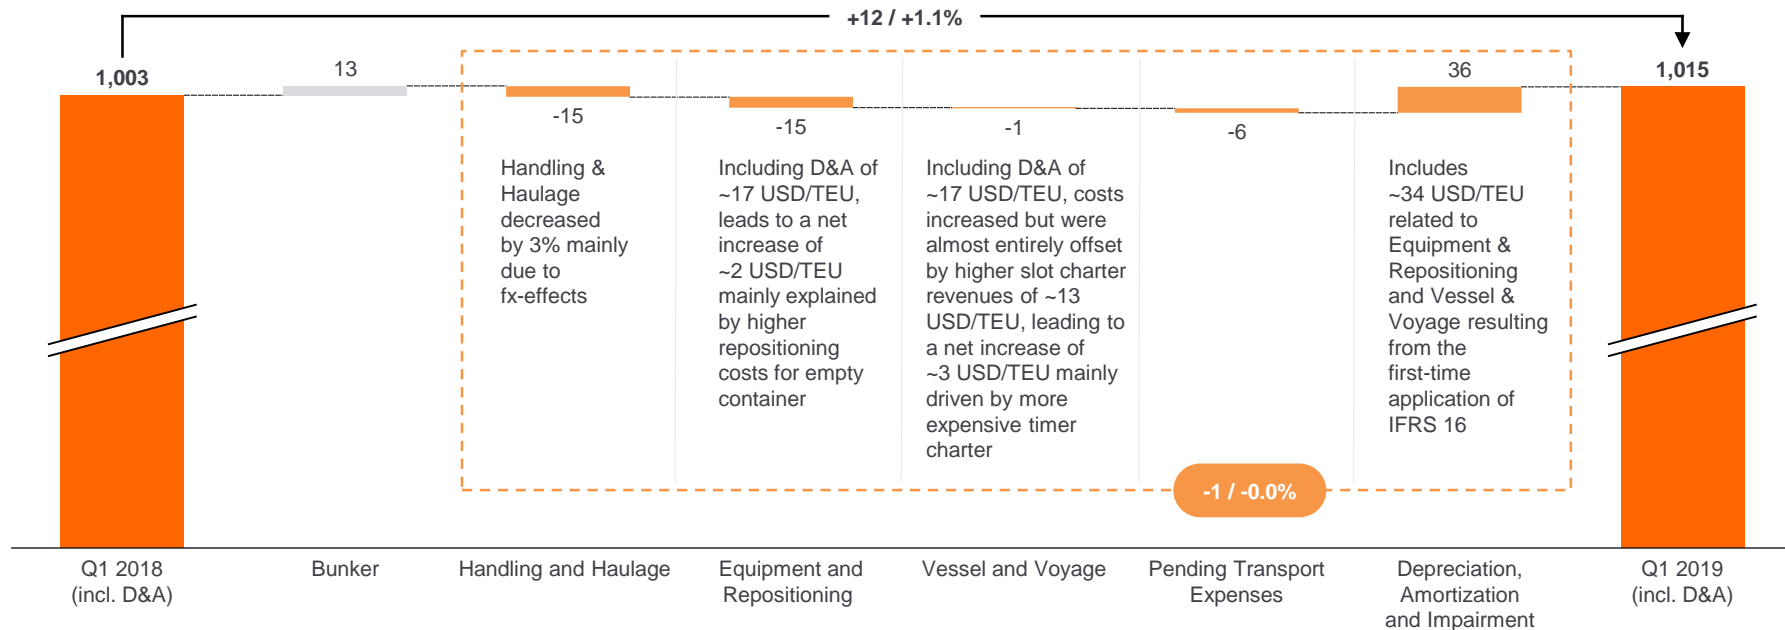 +12 / +1.1%
1,003
13
-15
-15
-1
-6
36
1,015
Handling &
Haulage
decreased
by 3% mainly
due to
fx-effects
Including D&A of
~17 USD/TEU,
leads to a net
increase of
~2 USD/TEU
mainly explained
by higher
repositioning
costs for empty
container
Including D&A of
~17 USD/TEU, costs
increased but were
almost entirely offset
by higher slot charter
revenues of ~13
USD/TEU, leading to
a net increase of
~3 USD/TEU mainly
driven by more
expensive timer
charter
Includes
~34 USD/TEU
related to
Equipment &
Repositioning
and Vessel &
Voyage resulting
from the
first-time
application of
IFRS 16
-1 / -0.0%
Q1 2018
(incl. D&A)
Bunker
Handling and Haulage
Equipment and
Repositioning
Vessel and Voyage
Pending Transport
Expenses
Depreciation,
Amortization
and Impairment
Q1 2019
(incl. D&A)